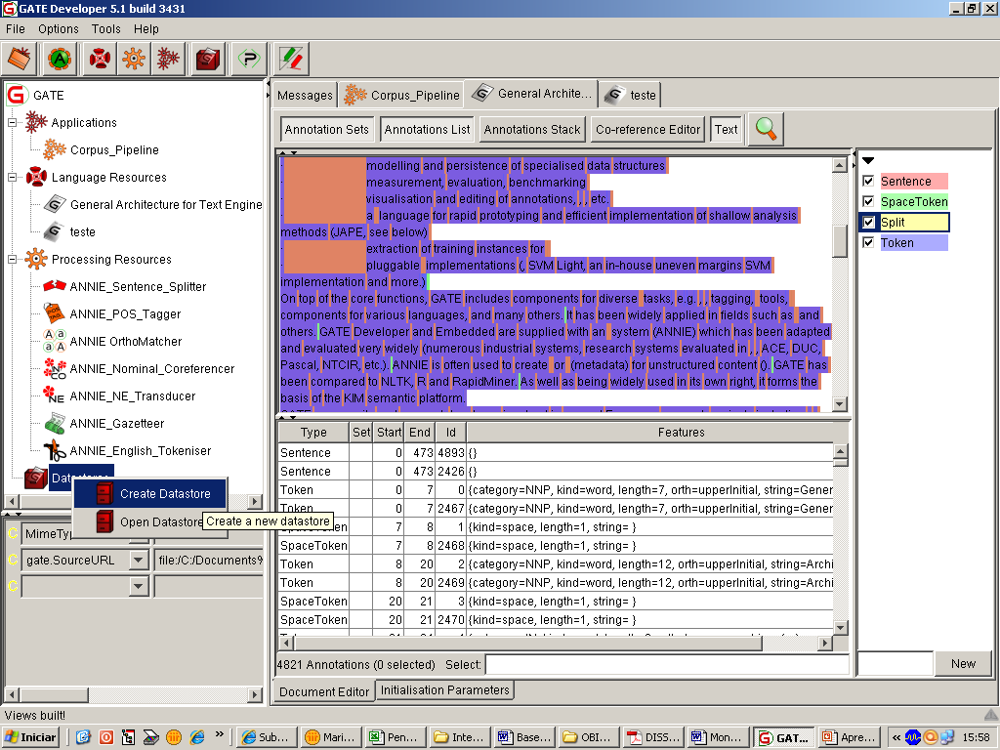 GATE Developer 5.1 build 3431
File Options Tools Help
GATE
Applications
Corpus_Pipeline
Language Resources
General Architecture for Text Engine
teste
Processing Resources
ANNIE_Sentence_Splitter
ANNIE_POS_Tagger
ANNIE OrthoMatcher
ANNIE_Nominal_Coreferencer
ANNIE_NE_Transducer
ANNIE_Gazetteer
ANNIE_English_Tokeniser
Create Datastore
Open Datastore
Create a new datastore
MimeTy
gate.SourceURL file:/C:/Documents%
Messages Corpus_Pipeline General Archite... teste
Annotation Sets Annotations List Annotations Stack Co-reference Editor Text
modelling and persistence of specialised data structures
measurement, evaluation, benchmarking
visualisation and editing of annotations, , , etc.
a language for rapid prototyping and efficient implementation of shallow analysis
methods (JAPE, see below)
extraction of training instances for
pluggable implementations (, SVM Light, an in-house uneven margins SVM
implementation and more.)
On top of the core functions, GATE includes components for diverse tasks, e.g. , , tagging, tools,
components for various languages, and many others. It has been widely applied in fields such as and
others. GATE Developer and Embedded are supplied with an system (ANNIE) which has been adapted
and evaluated very widely (numerous industrial systems, research systems evaluated in , , ACE, DUC,
Pascal, NTCIR, etc.). ANNIE is often used to create or (metadata) for unstructured content (). GATE has
been compared to NLTK, R and RapidMiner. As well as being widely used in its own right, it forms the
basis of the KIM semantic platform.
Sentence
SpaceToken
Split
Token
Type Set Start End Id Features
Sentence 0 473 4893 {}
Sentence 0 473 2426 {}
Token 0 7 0 {category=NNP, kind=word, length=7, orth=upperInitial, string=Gener
Token 0 7 2467 {category=NNP, kind=word, length=7, orth=upperInitial, string=Gener
7 8 1 {kind=space, length=1, string= }
SpaceToken 7 8 2468 {kind=space, length=1, string= }
Token 8 20 2 {category=NNP, kind=word, length=12, orth=upperInitial, string=Archi
Token 8 20 2469 {category=NNP, kind=word, length=12, orth=upperInitial, string=Archi
SpaceToken 20 21 3 {kind=space, length=1, string= }
SpaceToken 20 21 2470 {kind=space, length=1, string= }
4821 Annotations (0 selected) Select:
New
Document Editor Initialisation Parameters
Views built!
Iniciar » Sub... Mari... Pen... Inte... Base... OBI... DISS... Mon... GAT... Apre... « 15:58